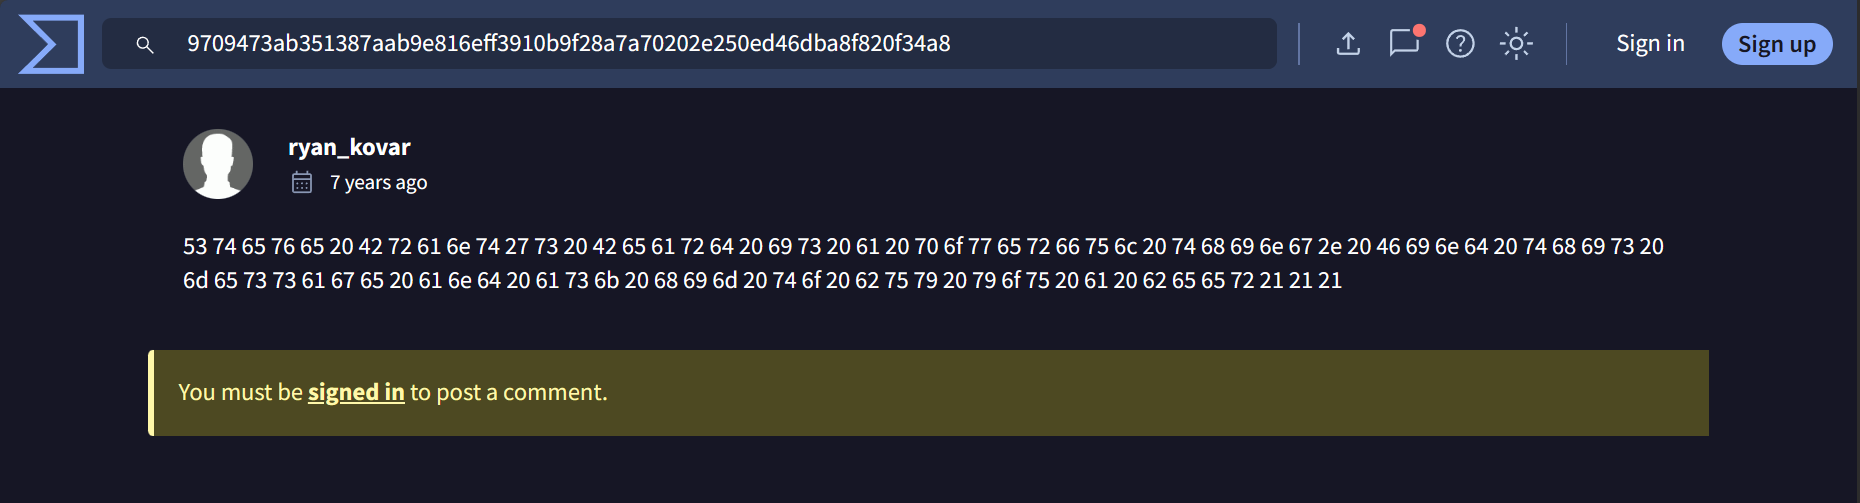 9709473ab351387aab9e816eff3910b9f28a7a70202e250ed46dba8f820f34a8
Sign in
Sign up
ryan_kovar
7 years ago
53 74 65 76 65 20 42 72 61 6e 74 27 73 20 42 65 61 72 64 20 69 73 20 61 20 70 6f 77 65 72 66 75 6c 20 74 68 69 6e 67 2e 20 46 69 6e 64 20 74 68 69 73 20
6d 65 73 73 61 67 65 20 61 6e 64 20 61 73 6b 20 68 69 6d 20 74 6f 20 62 75 79 20 79 6f 75 20 61 20 62 65 65 72 21 21 21
You must be signed in to post a comment.